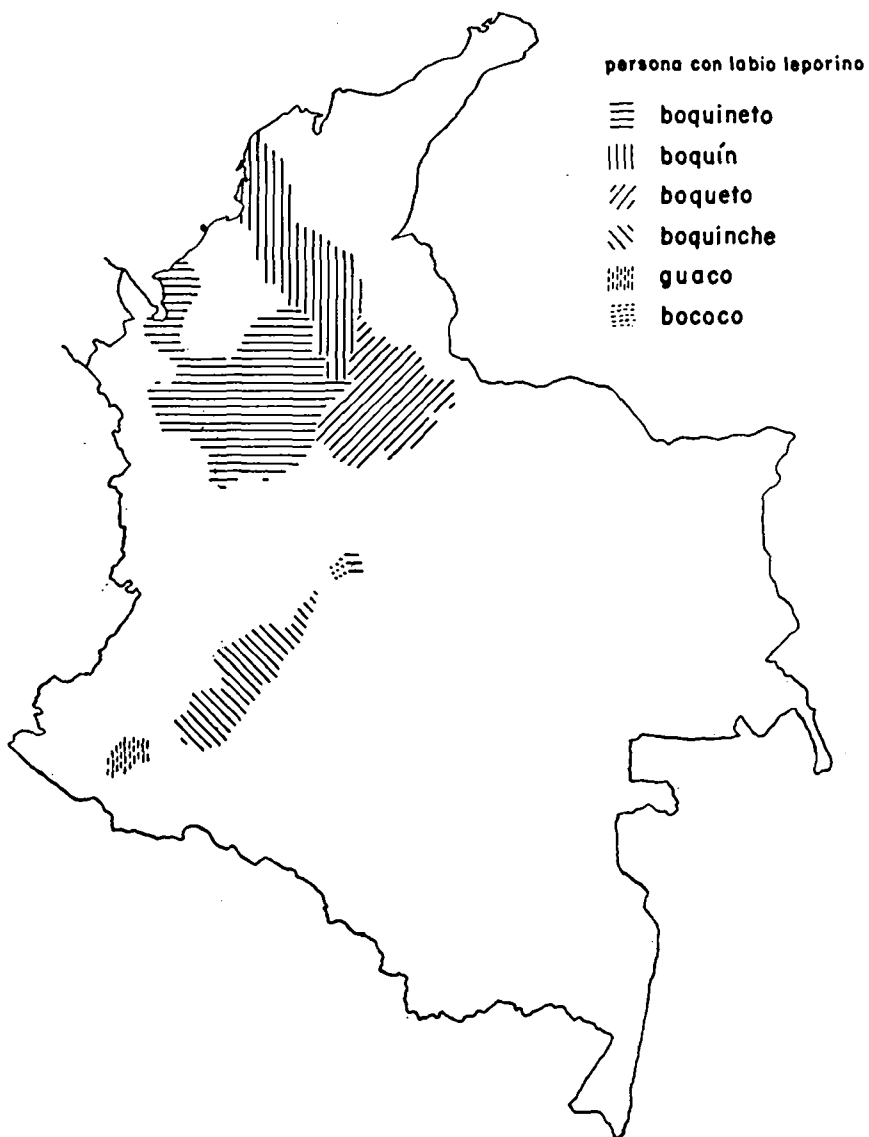 persona con labio leporino
boquineto
boquín
boqueto
boquinche
guaco
bococo